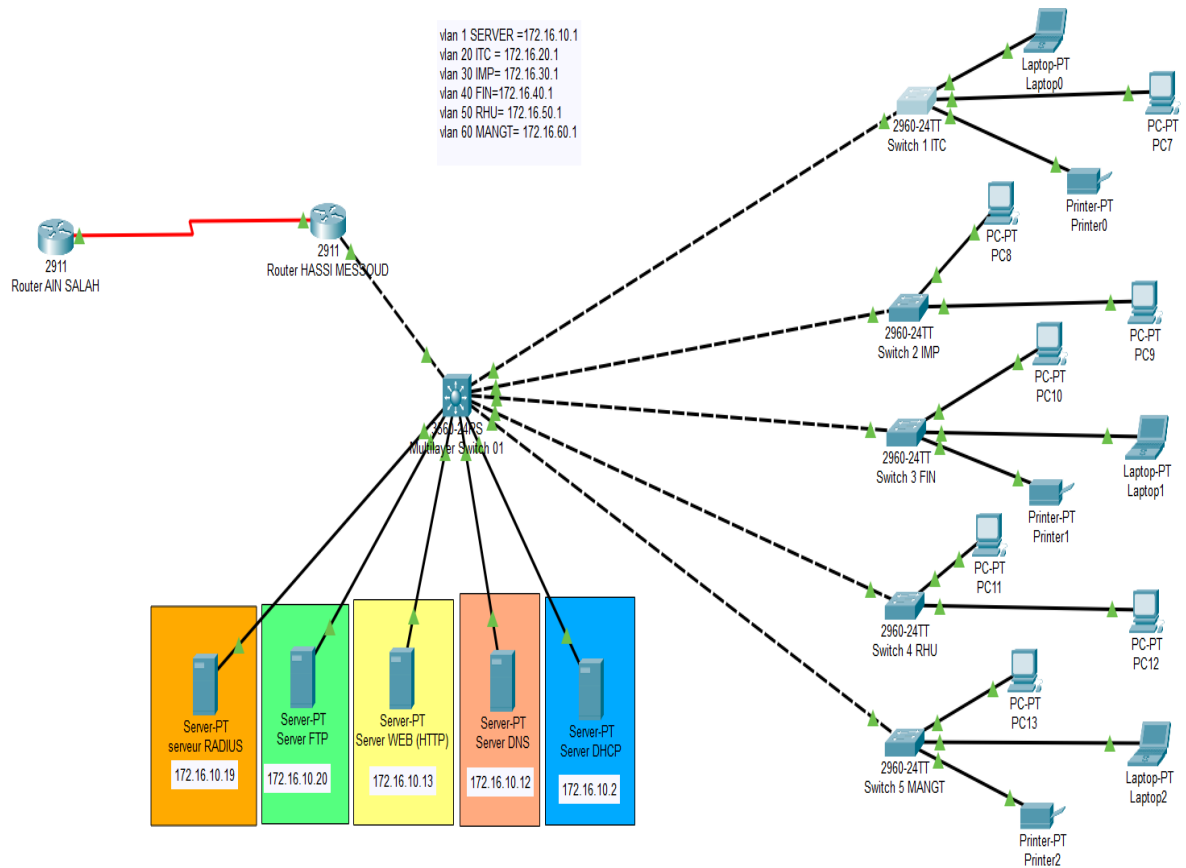 vlan 1 SERVER =172.16.10.1
vlan 20 ITC = 172.16.20.1
vlan 30 IMP= 172.16.30.1
vlan 40 FIN=172.16.40.1
vlan 50 RHU= 172.16.50.1
vlan 60 MANGT= 172.16.60.1
2911
Router AIN SALAH
2911
Router HASSI MESSOUD
3560-24PS
Multilayer Switch 01
Laptop-PT
Laptop0
2960-24TT
Switch 1 ITC
PC-PT
PC7
Printer-PT
Printer0
PC-PT
PC8
2960-24TT
Switch 2 IMP
PC-PT
PC9
PC-PT
PC10
2960-24TT
Switch 3 FIN
Laptop-PT
Laptop1
Printer-PT
Printer1
PC-PT
PC11
2960-24TT
Switch 4 RHU
PC-PT
PC12
PC-PT
PC13
2960-24TT
Switch 5 MANGT
Laptop-PT
Laptop2
Printer-PT
Printer2
Server-PT
serveur RADIUS
172.16.10.19
Server-PT
Server FTP
172.16.10.20
Server-PT
Server WEB (HTTP)
172.16.10.13
Server-PT
Server DNS
172.16.10.12
Server-PT
Server DHCP
172.16.10.2